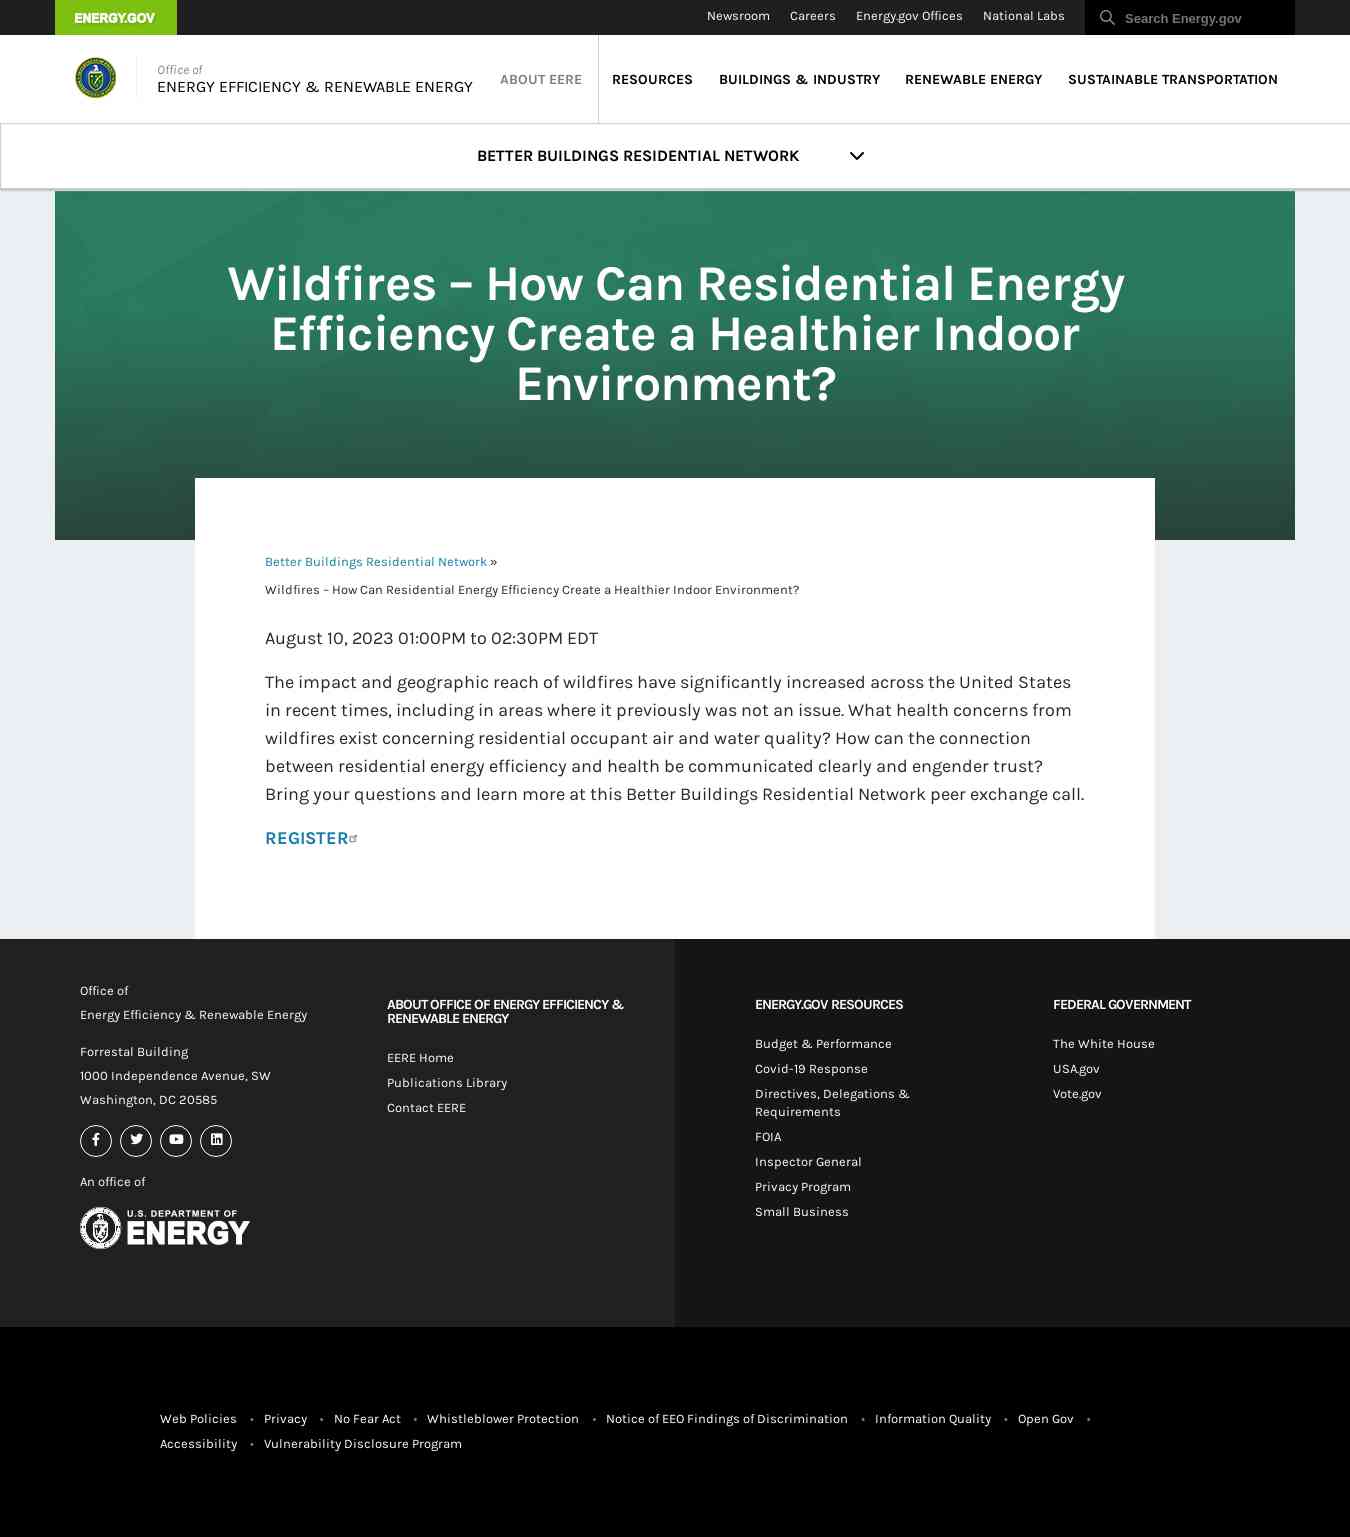 ENERGY.GOV
Newsroom Careers Energy.gov Offices National Labs Search Energy.gov
Office of
ENERGY EFFICIENCY & RENEWABLE ENERGY
ABOUT EERE RESOURCES BUILDINGS & INDUSTRY RENEWABLE ENERGY SUSTAINABLE TRANSPORTATION
BETTER BUILDINGS RESIDENTIAL NETWORK
Wildfires – How Can Residential Energy
Efficiency Create a Healthier Indoor
Environment?
Better Buildings Residential Network »
Wildfires – How Can Residential Energy Efficiency Create a Healthier Indoor Environment?
August 10, 2023 01:00PM to 02:30PM EDT
The impact and geographic reach of wildfires have significantly increased across the United States
in recent times, including in areas where it previously was not an issue. What health concerns from
wildfires exist concerning residential occupant air and water quality? How can the connection
between residential energy efficiency and health be communicated clearly and engender trust?
Bring your questions and learn more at this Better Buildings Residential Network peer exchange call.
REGISTER
Office of
Energy Efficiency & Renewable Energy
Forrestal Building
1000 Independence Avenue, SW
Washington, DC 20585
An office of
U.S. DEPARTMENT OF
ENERGY
ABOUT OFFICE OF ENERGY EFFICIENCY &
RENEWABLE ENERGY
EERE Home
Publications Library
Contact EERE
ENERGY.GOV RESOURCES
Budget & Performance
Covid-19 Response
Directives, Delegations &
Requirements
FOIA
Inspector General
Privacy Program
Small Business
FEDERAL GOVERNMENT
The White House
USA.gov
Vote.gov
Web Policies • Privacy • No Fear Act • Whistleblower Protection • Notice of EEO Findings of Discrimination • Information Quality • Open Gov •
Accessibility • Vulnerability Disclosure Program